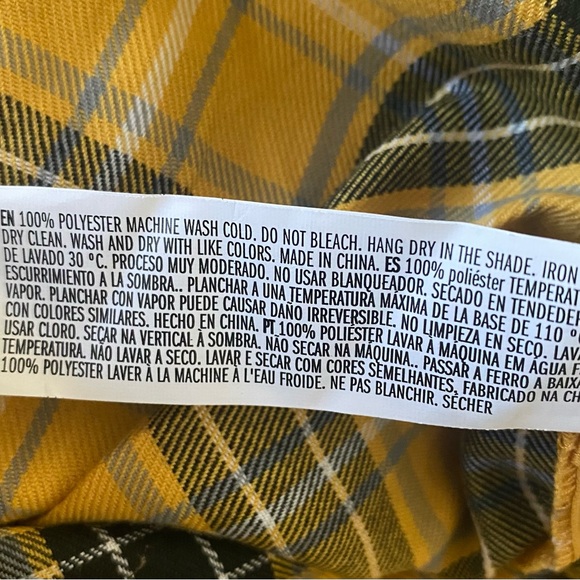 EN 100% POLYESTER MACHINE WASH COLD. DO NOT BLEACH. HANG DRY IN THE SHADE. IRON
DRY CLEAN. WASH AND DRY WITH LIKE COLORS. MADE IN CHINA. ES 100% poliéster TEMPERAT
DE LAVADO 30 ºC. PROCESO MUY MODERADO. NO USAR BLANQUEADOR. SECADO EN TENDEDER
ESCURRIMIENTO A LA SOMBRA.. PLANCHAR A UNA TEMPERATURA MÁXIMA DE LA BASE DE 110 º
VAPOR. PLANCHAR CON VAPOR PUEDE CAUSAR DAÑO IRREVERSIBLE. NO LIMPIEZA EN SECO. LAVA
CON COLORES SIMILARES. HECHO EN CHINA. PT 100% POLIÉSTER LAVAR À MÁQUINA EM ÁGUA F
USAR CLORO. SEÇAR NA VERTICAL À SOMBRA. NÃO SECAR NA MÁQUINA.. PASSAR A FERRO A BAIXA
TEMPERATURA. NÃO LAVAR A SECO. LAVAR E SECAR COM CORES SEMELHANTES. FABRICADO NA CH
100% POLYESTER LAVER À LA MACHINE À L'EAU FROIDE. NE PAS BLANCHIR. SÉCHER